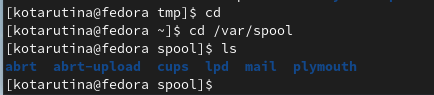 [kotarutina@fedora tmp]$ cd
[kotarutina@fedora ~]$ cd /var/spool
[kotarutina@fedora spool]$ ls
abrt  abrt-upload  cups  lpd  mail  plymouth
[kotarutina@fedora spool]$